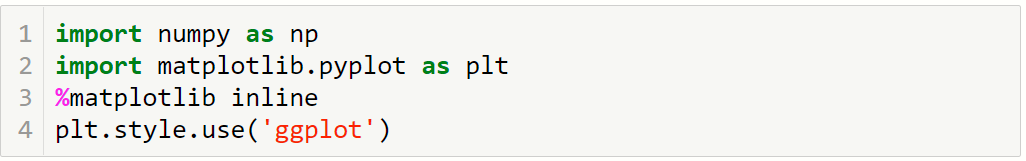 1 import numpy as np
2 import matplotlib.pyplot as plt
3 %matplotlib inline
4 plt.style.use('ggplot')